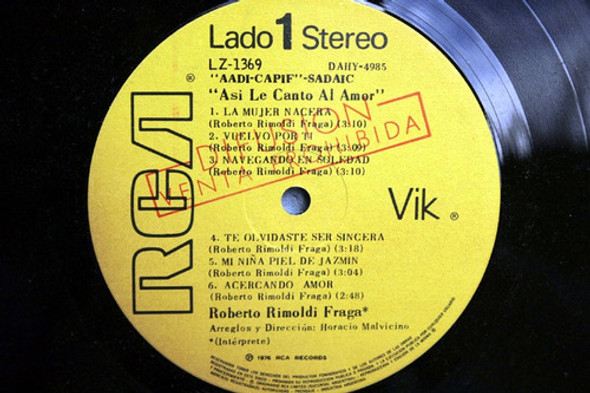 Lado 1 Stereo
LZ-1369 DAHY-4985
"AADI-CAPIF"-SADAIC
"Asi Le Canto Al Amor"
1. LA MUJER NACERA
(Roberto Rimoldi Fraga) (3:10)
2. VUELVO POR TI
(Roberto Rimoldi Fraga) (3:09)
3. NAVEGANDO EN SOLEDAD
(Roberto Rimoldi Fraga) (3:10)
DIFUSION
VENTA PROHIBIDA
RCA ®
Vik ®
4. TE OLVIDASTE SER SINCERA
(Roberto Rimoldi Fraga) (3:18)
5. MI NIÑA PIEL DE JAZMIN
(Roberto Rimoldi Fraga) (3:04)
6. ACERCANDO AMOR
(Roberto Rimoldi Fraga) (2:48)
Roberto Rimoldi Fraga*
Arreglos y Dirección: Horacio Malvicino
*(Intérprete)
℗ 1976 RCA RECORDS